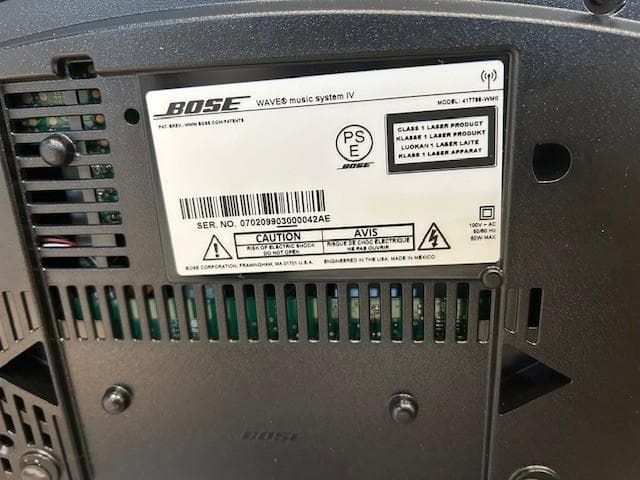 BOSE WAVE® music system IV
PAT. &REV.: WWW.BOSE.COM/PATENTS
MODEL: 417788-WMS
PS
E
BOSE
CLASS 1 LASER PRODUCT
KLASSE 1 LASER PRODUKT
LUOKAN 1 LASER LAITE
KLASS 1 LASER APPARAT
SER. NO. 070209903000042AE
CAUTION
RISK OF ELECTRIC SHOCK
DO NOT OPEN
AVIS
RISQUE DE CHOC ELECTRIQUE
NE PAS OUVRIR
100V ~ AC
50/60 Hz
60W MAX
BOSE CORPORATION, FRAMINGHAM, MA 01701 U.S.A.
ENGINEERED IN THE USA, MADE IN MEXICO
BOSE